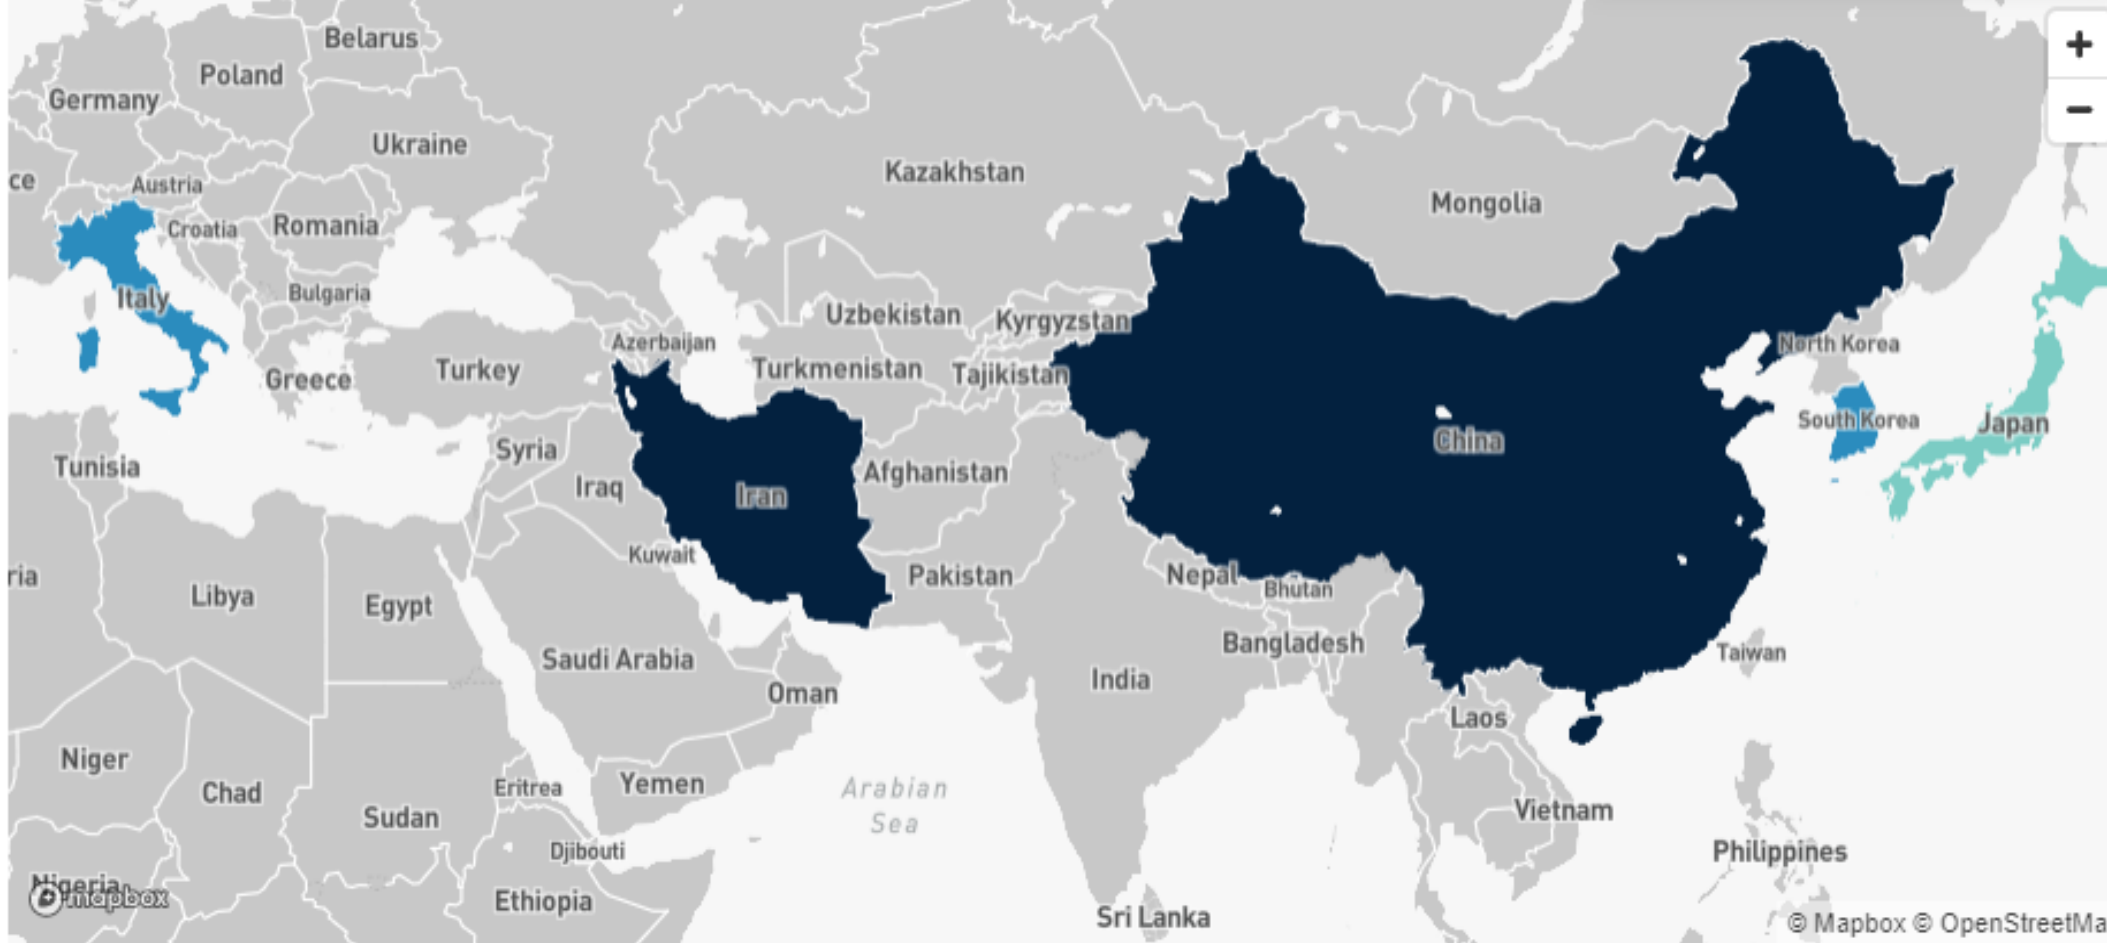 Belarus
Poland
Germany
Ukraine
Kazakhstan
ce
Austria
Mongolia
Croatia
Romania
Bulgaria
Italy
Uzbekistan
Kyrgyzstan
Azerbaijan
North Korea
Turkey
Turkmenistan
Tajikistan
Greece
South Korea
Japan
China
Syria
Tunisia
Afghanistan
Iraq
Iran
Kuwait
ria
Pakistan
Nepal
Bhutan
Libya
Egypt
Bangladesh
Taiwan
Saudi Arabia
India
Oman
Laos
Niger
Yemen
Eritrea
Arabian
Sea
Chad
Sudan
Vietnam
Djibouti
Philippines
Nigeria
mapbox
Ethiopia
Sri Lanka
© Mapbox © OpenStreetMa
+
−